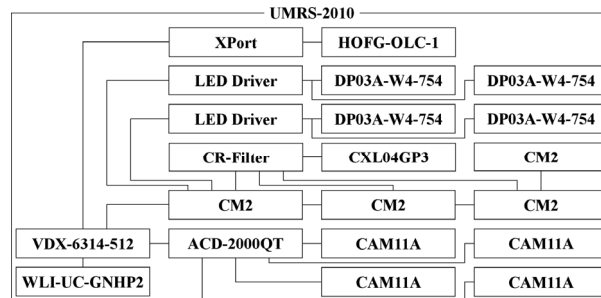 UMRS-2010
XPort HOFG-OLC-1
LED Driver DP03A-W4-754 DP03A-W4-754
LED Driver DP03A-W4-754 DP03A-W4-754
CR-Filter CXL04GP3 CM2
CM2 CM2 CM2
VDX-6314-512 ACD-2000QT CAM11A CAM11A
WLI-UC-GNHP2 CAM11A CAM11A